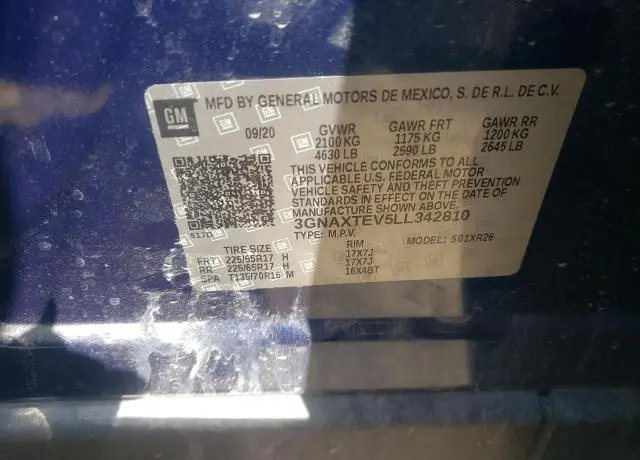 GM
MFD BY GENERAL MOTORS DE MEXICO, S. DE R.L. DE C.V.
09/20 GVWR GAWR FRT GAWR RR
2100 KG 1175 KG 1200 KG
4630 LB 2590 LB 2645 LB
THIS VEHICLE CONFORMS TO ALL
APPLICABLE U.S. FEDERAL MOTOR
VEHICLE SAFETY AND THEFT PREVENTION
STANDARDS IN EFFECT ON THE DATE OF
MANUFACTURE SHOWN ABOVE.
3GNAXTEV5LL342810
TYPE: M.P.V. MODEL: 501XR26
TIRE SIZE RIM
FRT 225/65R17 H 17X7J
RR 225/65R17 H 17X7J
SPA T135/70R16 M 16X4BT